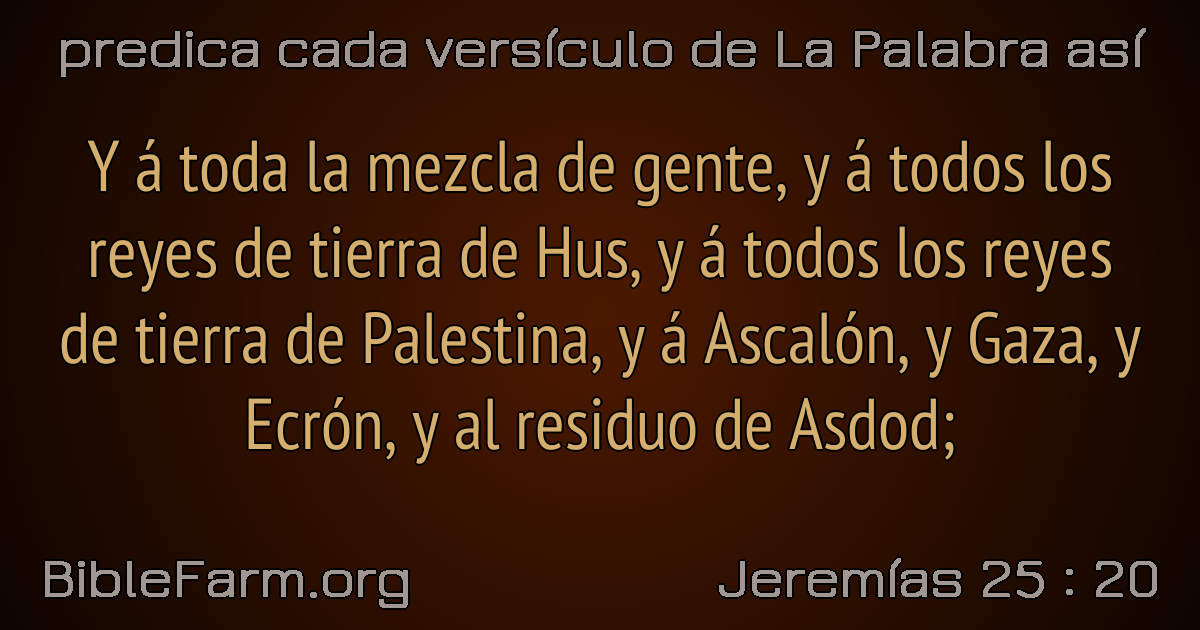 predica cada versículo de La Palabra así
Y á toda la mezcla de gente, y á todos los
reyes de tierra de Hus, y á todos los reyes
de tierra de Palestina, y á Ascalón, y Gaza, y
Ecrón, y al residuo de Asdod;
BibleFarm.org
Jeremías 25 : 20